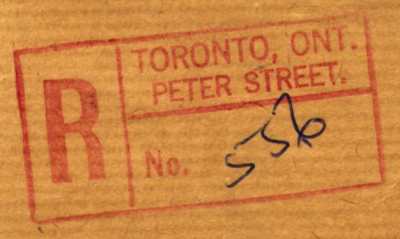 R
TORONTO, ONT.
PETER STREET.
No. 556